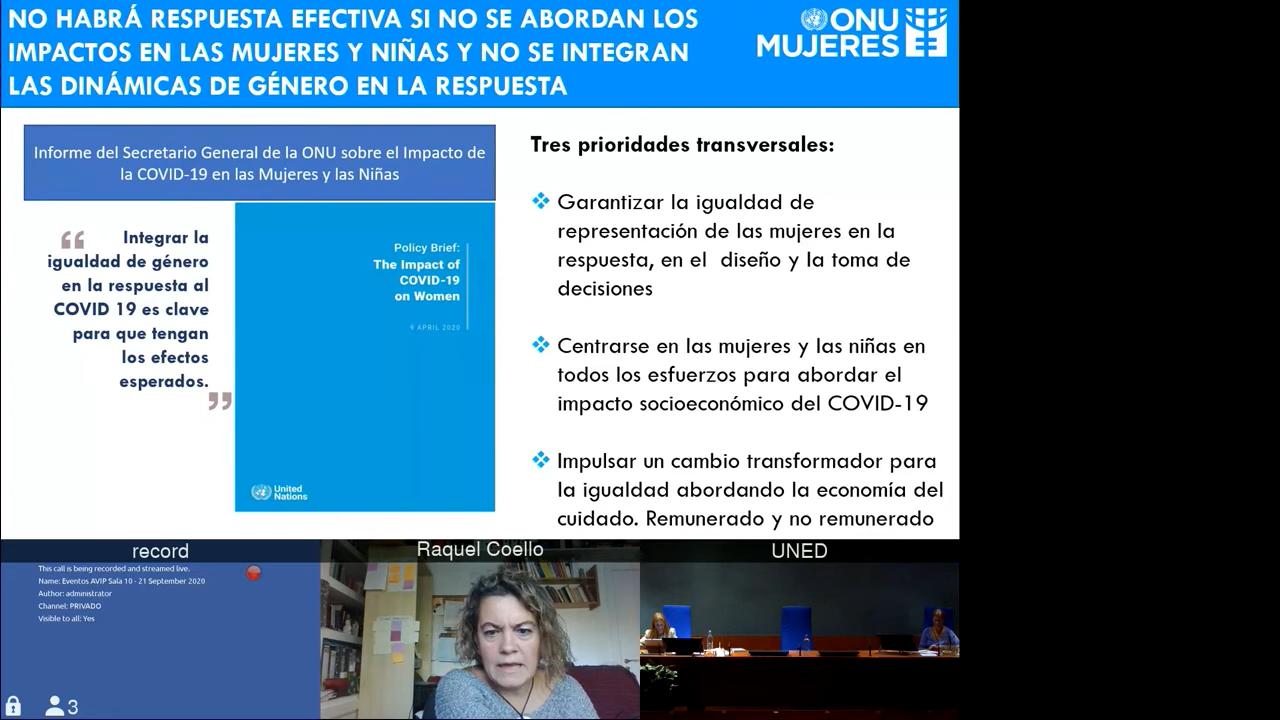 NO HABRÁ RESPUESTA EFECTIVA SI NO SE ABORDAN LOS
IMPACTOS EN LAS MUJERES Y NIÑAS Y NO SE INTEGRAN
LAS DINÁMICAS DE GÉNERO EN LA RESPUESTA
ONU
MUJERES
Informe del Secretario General de la ONU sobre el Impacto de
la COVID-19 en las Mujeres y las Niñas
“ Integrar la
igualdad de género
en la respuesta al
COVID 19 es clave
para que tengan
los efectos
esperados.
”
Policy Brief:
The Impact of
COVID-19
on Women
9 APRIL 2020
United
Nations
Tres prioridades transversales:
Garantizar la igualdad de
representación de las mujeres en la
respuesta, en el diseño y la toma de
decisiones
Centrarse en las mujeres y las niñas en
todos los esfuerzos para abordar el
impacto socioeconómico del COVID-19
Impulsar un cambio transformador para
la igualdad abordando la economía del
cuidado. Remunerado y no remunerado
record
This call is being recorded and streamed live.
Name: Eventos AVIP Sala 10 - 21 September 2020
Author: administrator
Channel: PRIVADO
Visible to all: Yes
3
Raquel Coello
UNED